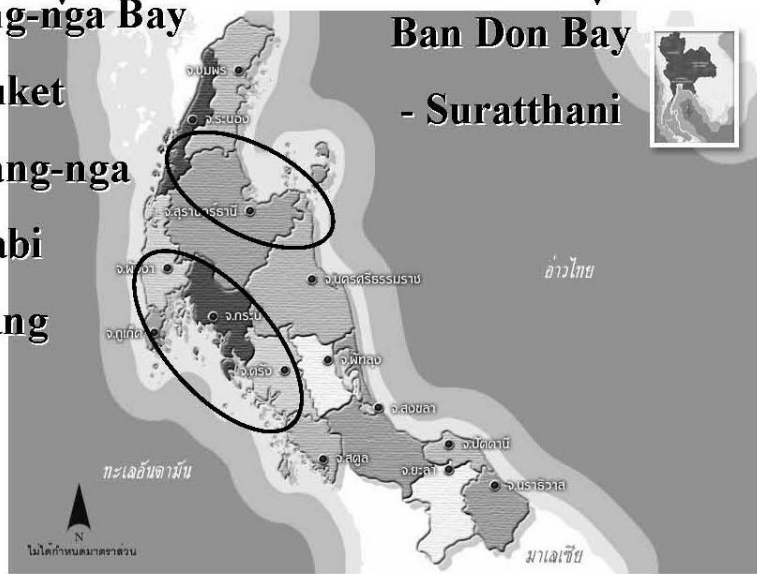 ng-nga Bay
uket
ang-nga
abi
ang
Ban Don Bay
- Suratthani
จ.ชุมพร
จ.ระนอง
จ.สุราษฎร์ธานี
จ.พังงา
จ.นครศรีธรรมราช
จ.กระบี่
จ.ภูเก็ต
จ.ตรัง
จ.พัทลุง
จ.สงขลา
จ.สตูล
จ.ปัตตานี
จ.ยะลา
จ.นราธิวาส
อ่าวไทย
ทะเลอันดามัน
มาเลเซีย
N
ไม่ได้กำหนดมาตราส่วน